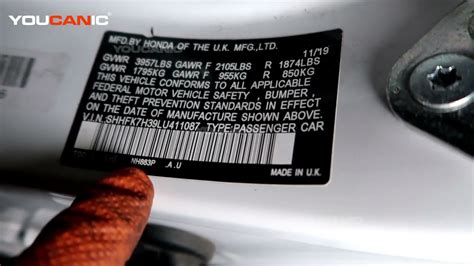 YOUCANIC
YOUCANIC
MFD.BY HONDA OF THE U.K. MFG.,LTD. 11/19
GVWR 3957LBS GAWR F 2105LBS R 1874LBS
GVWR 1795KG GAWR F 955KG R 850KG
THIS VEHICLE CONFORMS TO ALL APPLICABLE
FEDERAL MOTOR VEHICLE SAFETY, BUMPER,
AND THEFT PREVENTION STANDARDS IN EFFECT
ON THE DATE OF MANUFACTURE SHOWN ABOVE.
V.I.N.:SHHFK7H39LU411087 TYPE:PASSENGER CAR
NH883P .A.U MADE IN U.K.